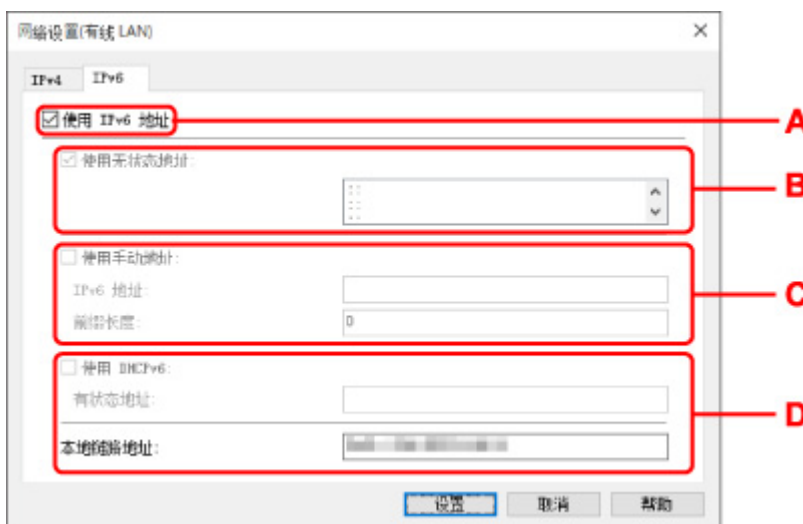 网络设置(有线 LAN)
IPv4 IPv6
使用 IPv6 地址 A
使用无状态地址:
:: B
::
::
使用手动地址:
IPv6 地址: C
前缀长度: 0
使用 DHCPv6:
有状态地址: D
本地链路地址:
设置 取消 帮助